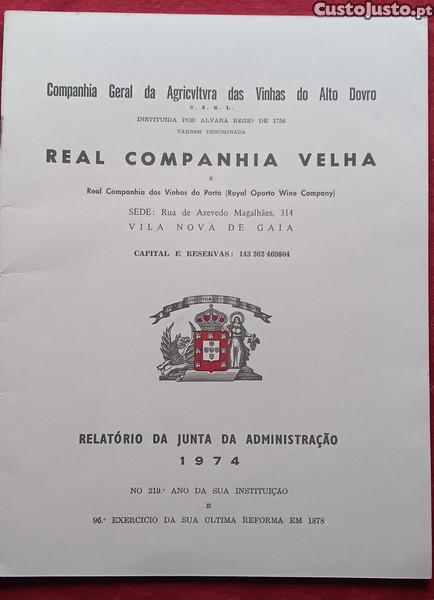 CustoJusto.pt
Companhia Geral da Agricvltvra das Vinhas do Alto Dovro
S. A. R. L.
INSTITUIDA POR ALVARA REGIO DE 1756
TAMBEM DENOMINADA
REAL COMPANHIA VELHA
E
Real Companhia dos Vinhos do Porto (Royal Oporto Wine Company)
SEDE: Rua de Azevedo Magalhães, 314
VILA NOVA DE GAIA
CAPITAL E RESERVAS: 143 262 469$04
RELATÓRIO DA JUNTA DA ADMINISTRAÇÃO
1974
NO 219.º ANO DA SUA INSTITUIÇÃO
E
96.º EXERCICIO DA SUA ÚLTIMA REFORMA EM 1878